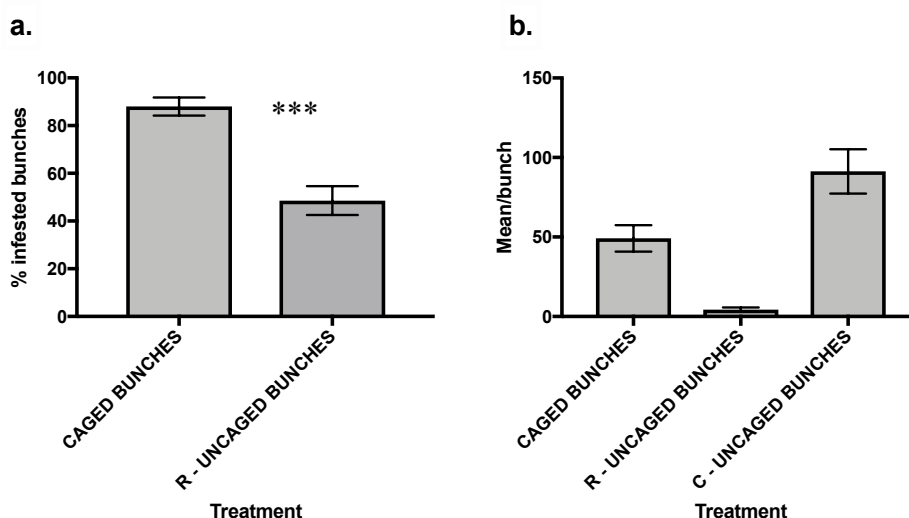 a.
% infested bunches
100
80
60
40
20
0
***
CAGED BUNCHES
R - UNCAGED BUNCHES
Treatment
b.
Mean/bunch
150
100
50
0
CAGED BUNCHES
R - UNCAGED BUNCHES
C - UNCAGED BUNCHES
Treatment